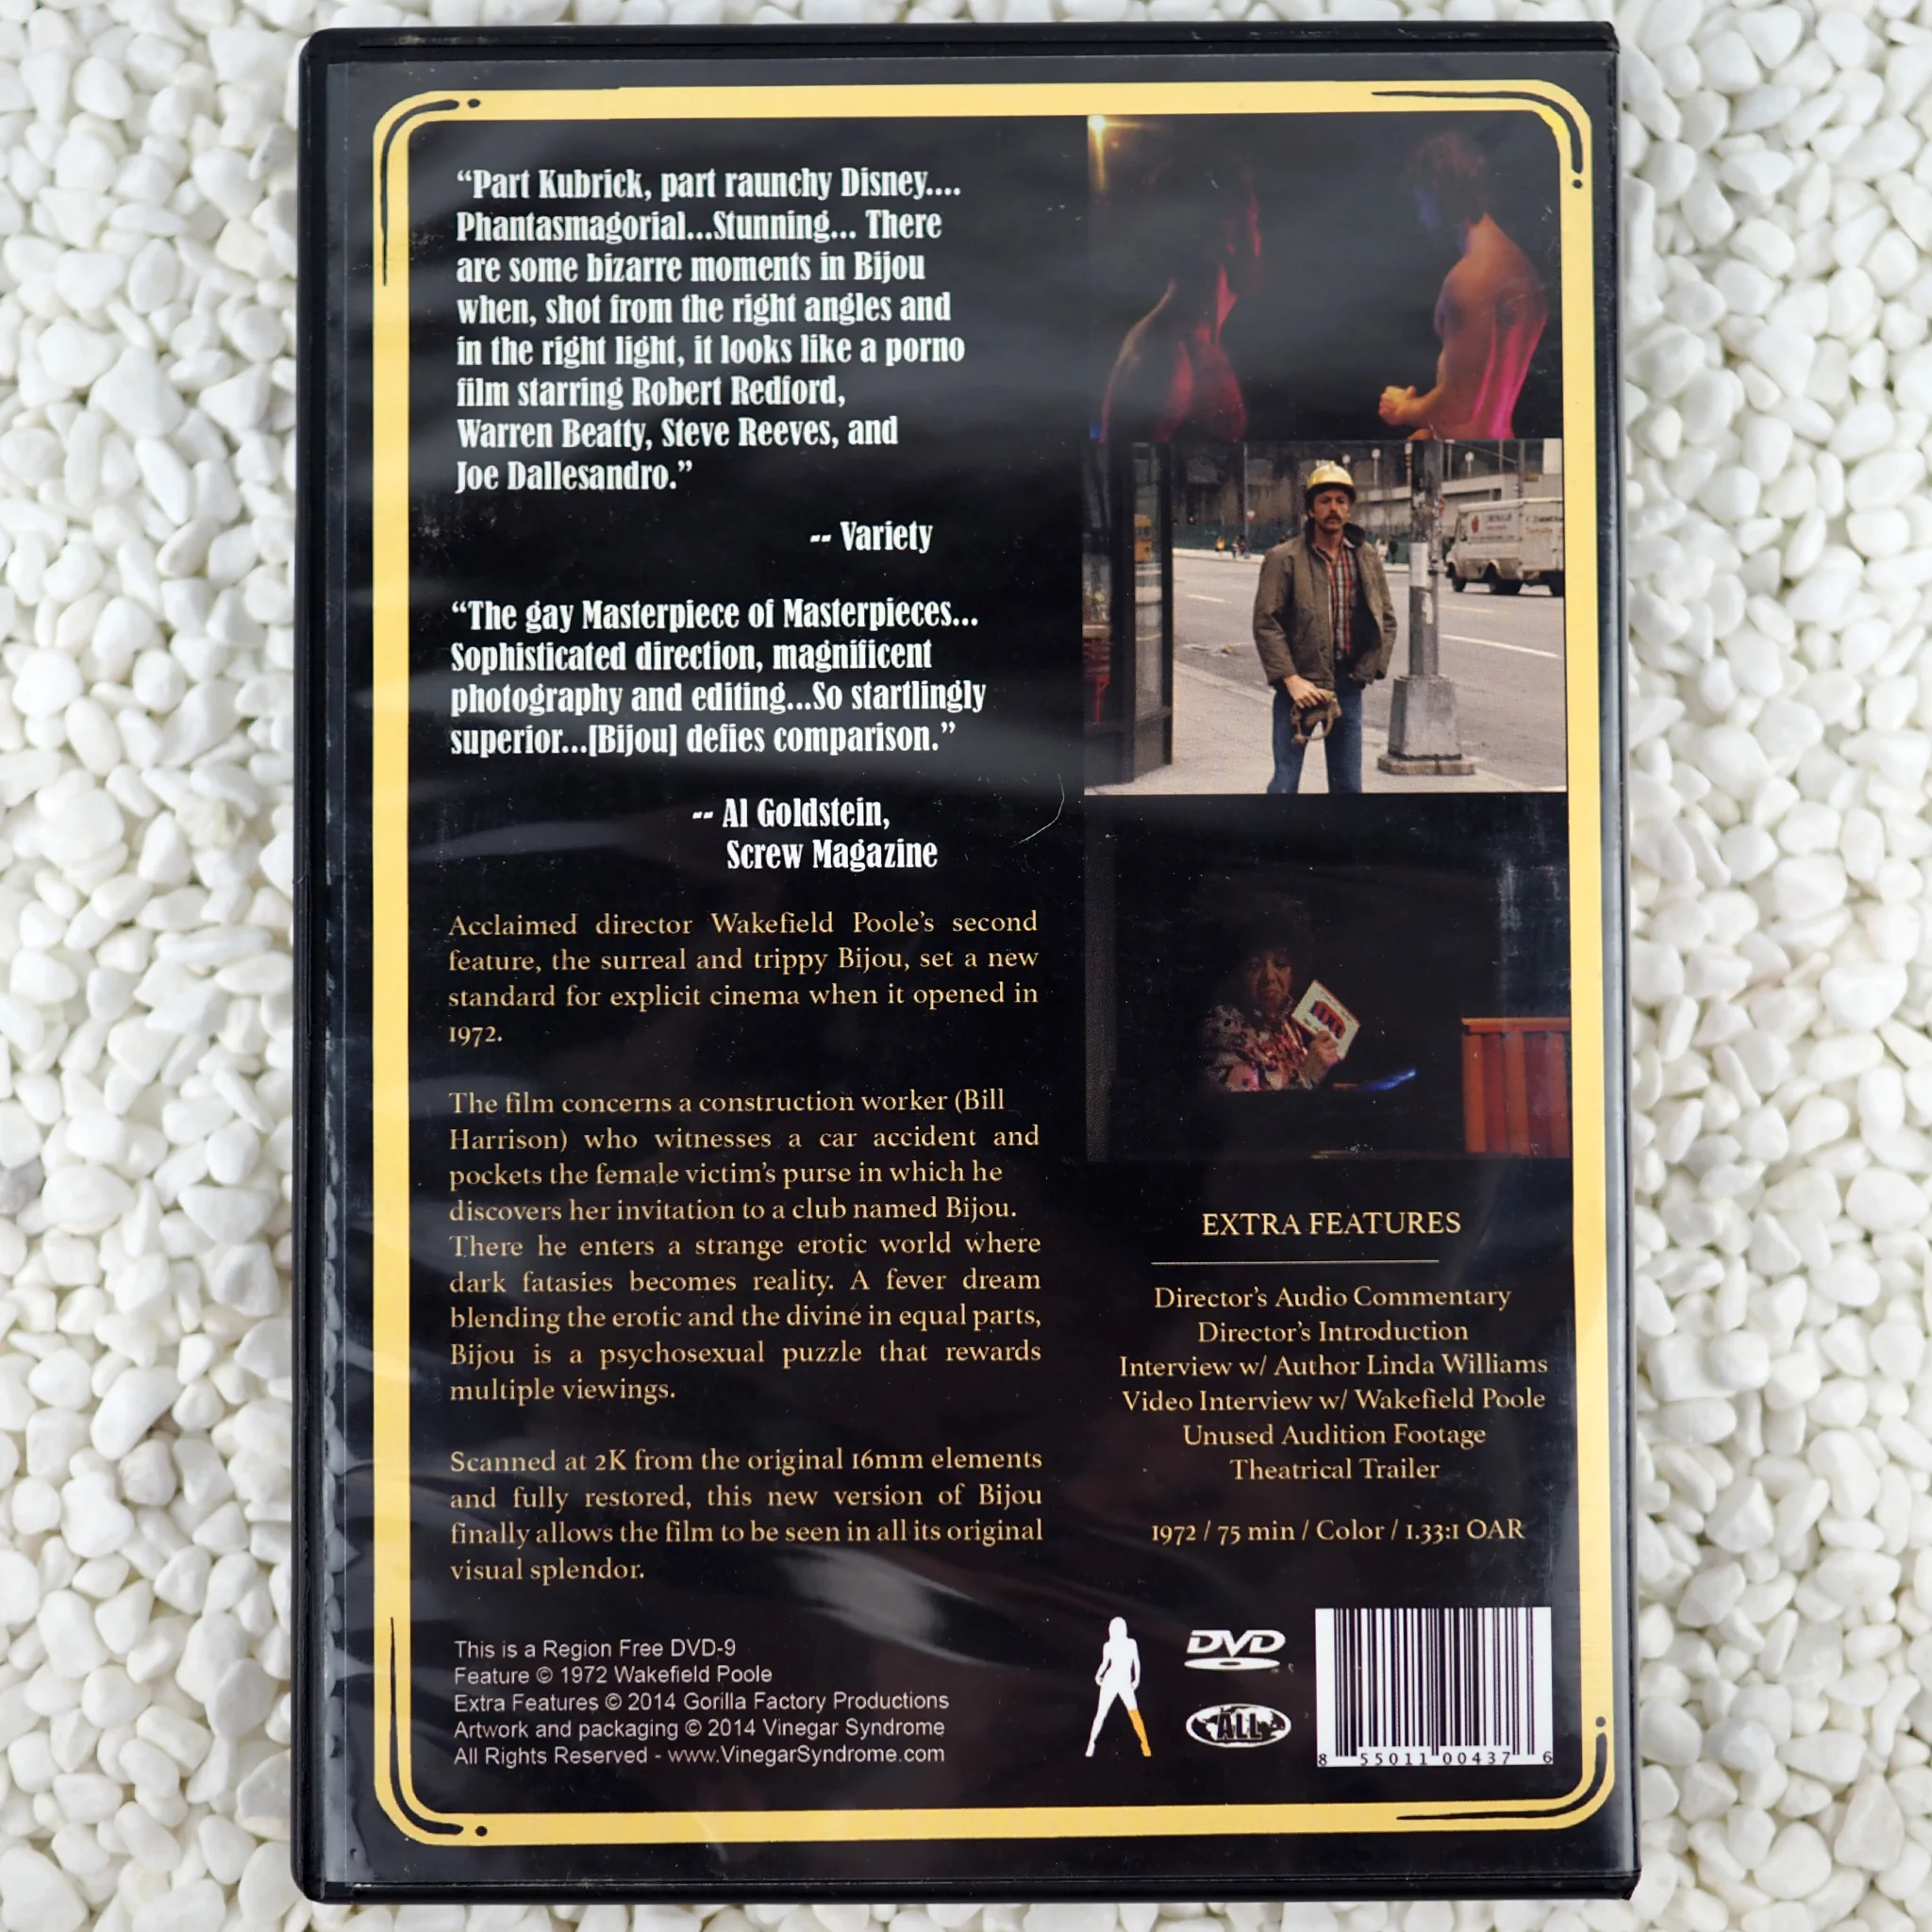 “Part Kubrick, part raunchy Disney....
Phantasmagorial...Stunning... There
are some bizarre moments in Bijou
when, shot from the right angles and
in the right light, it looks like a porno
film starring Robert Redford,
Warren Beatty, Steve Reeves, and
Joe Dallesandro.”
-- Variety
“The gay Masterpiece of Masterpieces...
Sophisticated direction, magnificent
photography and editing...So startlingly
superior...[Bijou] defies comparison.”
-- Al Goldstein,
Screw Magazine
Acclaimed director Wakefield Poole’s second
feature, the surreal and trippy Bijou, set a new
standard for explicit cinema when it opened in
1972.
The film concerns a construction worker (Bill
Harrison) who witnesses a car accident and
pockets the female victim’s purse in which he
discovers her invitation to a club named Bijou.
There he enters a strange erotic world where
dark fatasies becomes reality. A fever dream
blending the erotic and the divine in equal parts,
Bijou is a psychosexual puzzle that rewards
multiple viewings.
Scanned at 2K from the original 16mm elements
and fully restored, this new version of Bijou
finally allows the film to be seen in all its original
visual splendor.
This is a Region Free DVD-9
Feature © 1972 Wakefield Poole
Extra Features © 2014 Gorilla Factory Productions
Artwork and packaging © 2014 Vinegar Syndrome
All Rights Reserved - www.VinegarSyndrome.com
EXTRA FEATURES
Director’s Audio Commentary
Director’s Introduction
Interview w/ Author Linda Williams
Video Interview w/ Wakefield Poole
Unused Audition Footage
Theatrical Trailer
1972 / 75 min / Color / 1.33:1 OAR
DVD
ALL
8 55011 00437 6